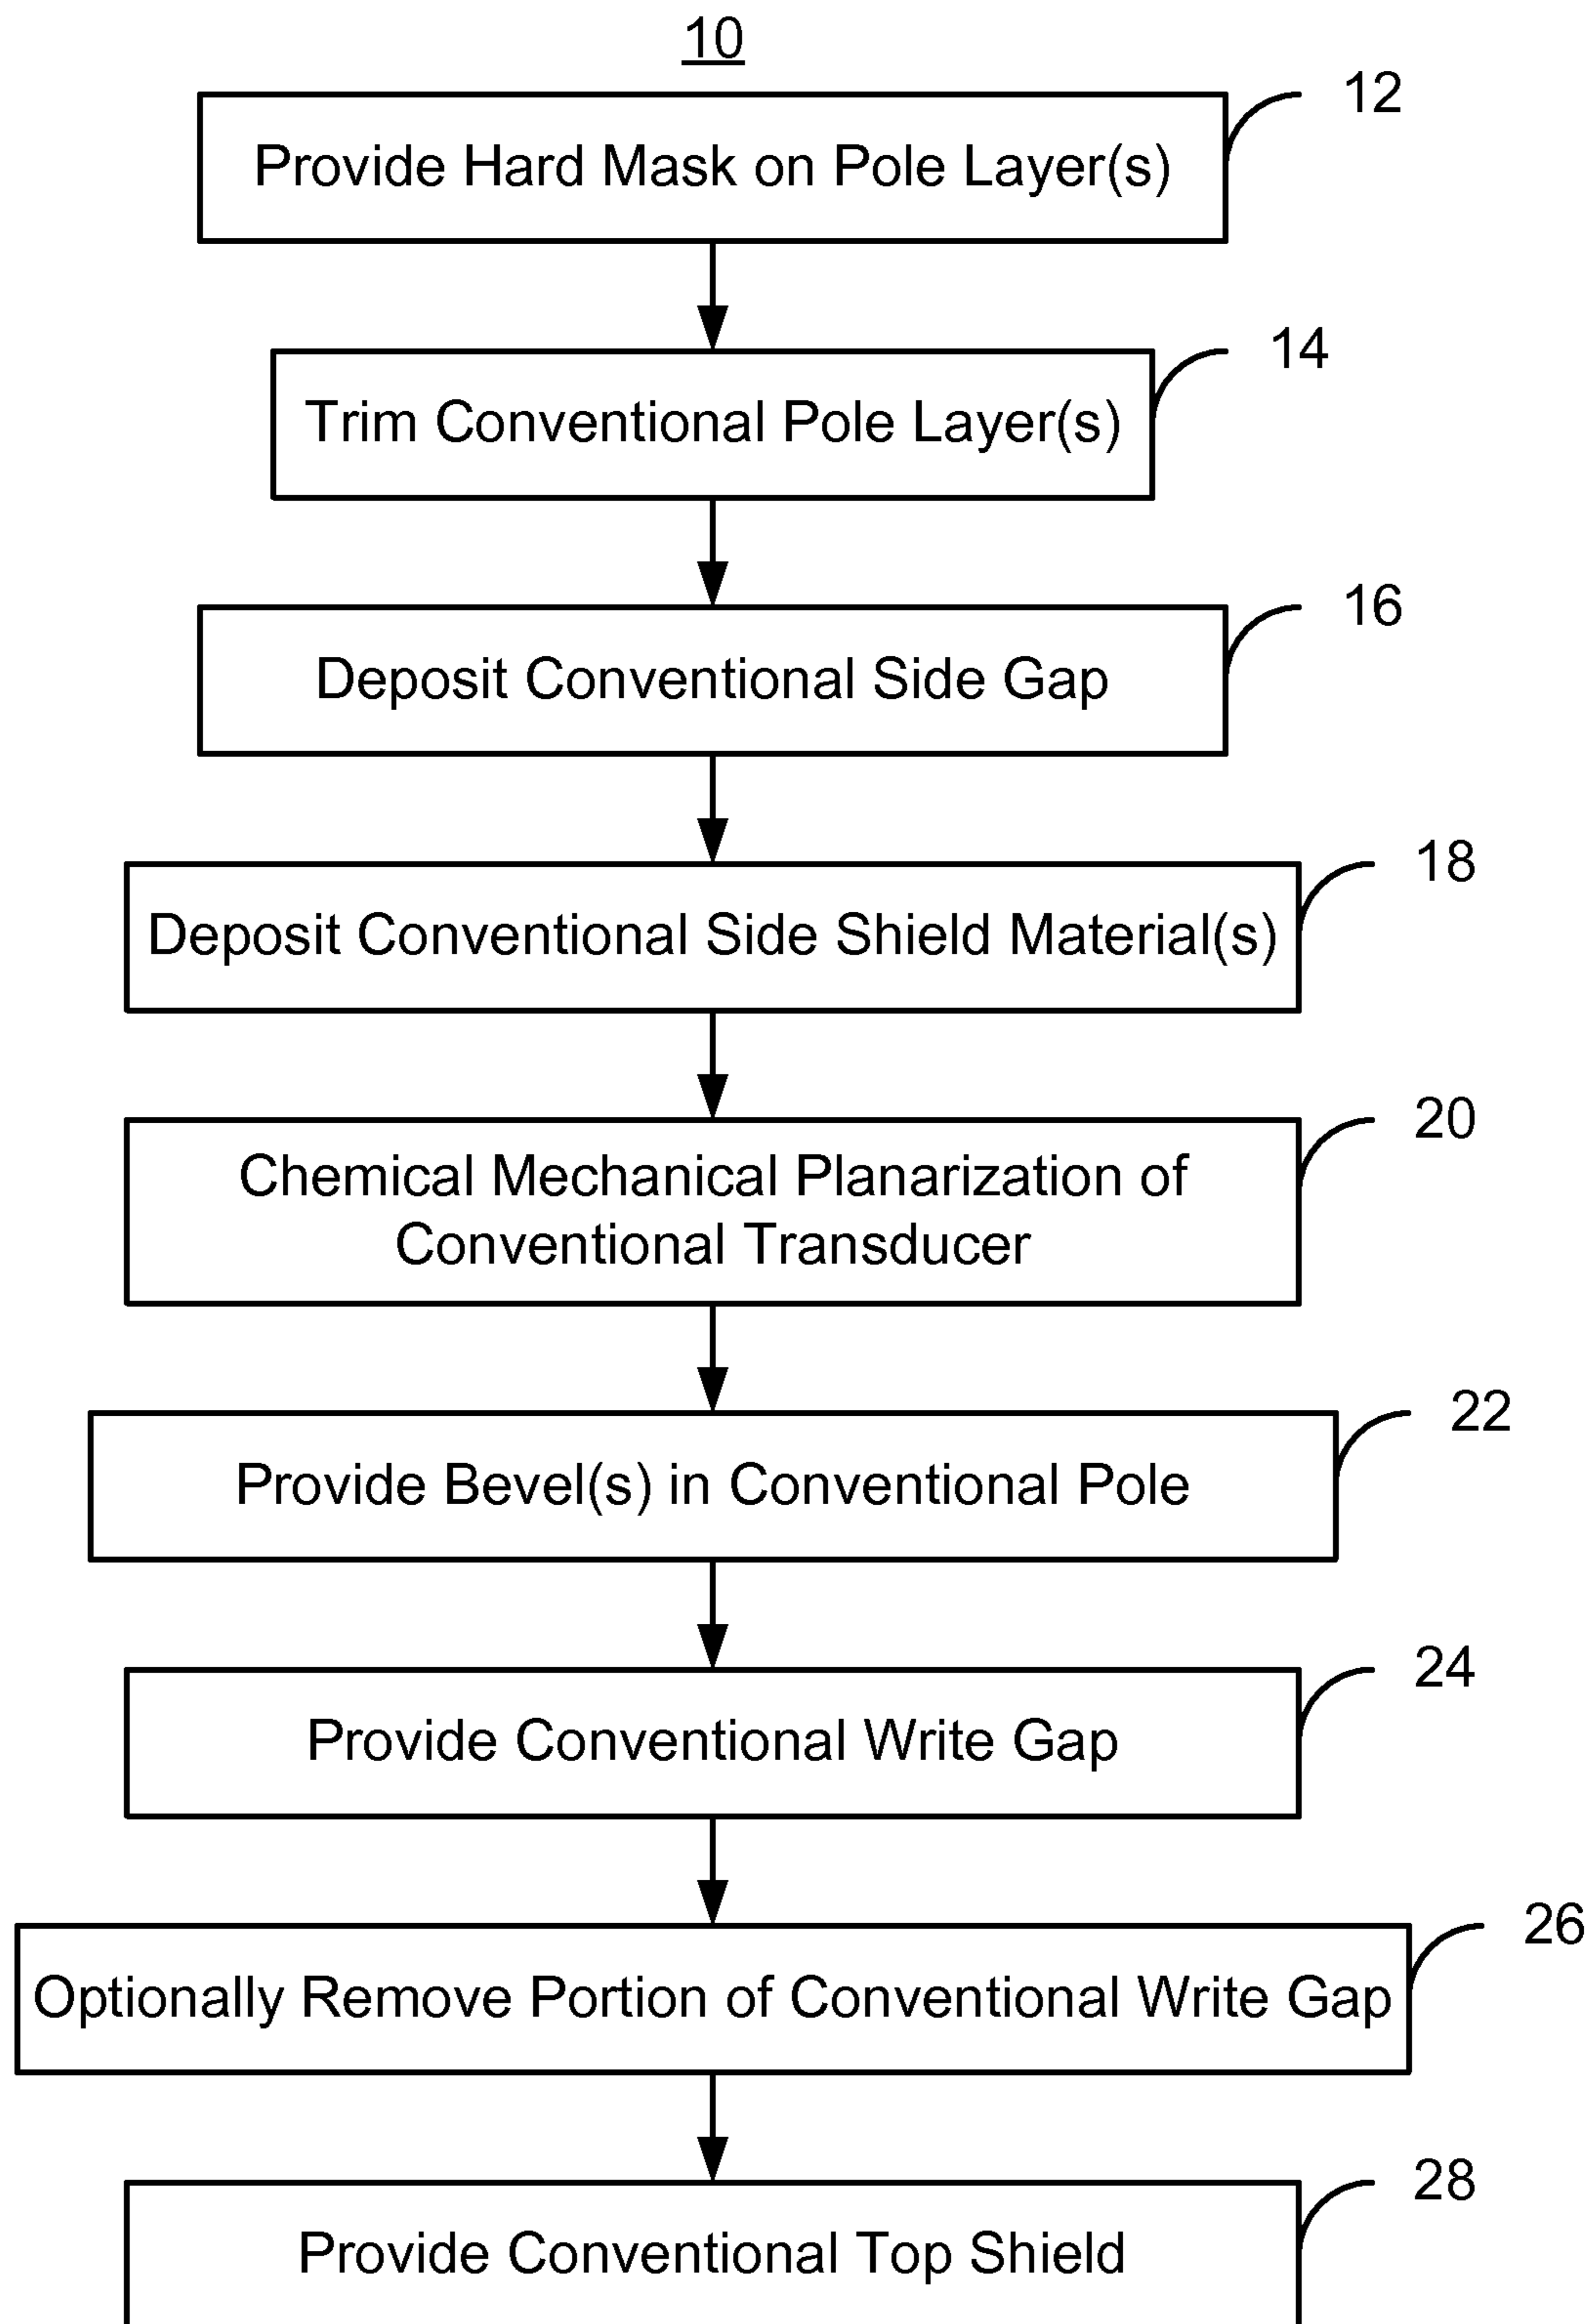 10
12
Provide Hard Mask on Pole Layer(s)
14
Trim Conventional Pole Layer(s)
16
Deposit Conventional Side Gap
18
Deposit Conventional Side Shield Material(s)
20
Chemical Mechanical Planarization of
Conventional Transducer
22
Provide Bevel(s) in Conventional Pole
24
Provide Conventional Write Gap
26
Optionally Remove Portion of Conventional Write Gap
28
Provide Conventional Top Shield